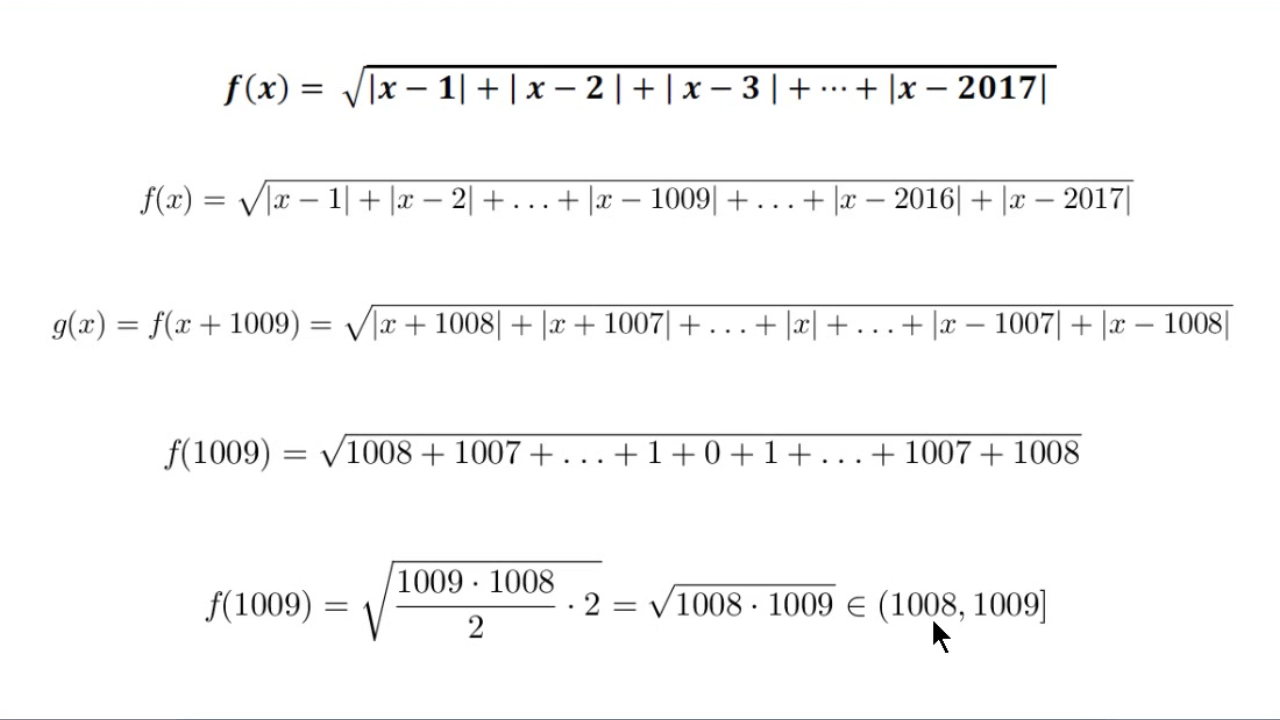 f(x) = √|x − 1| + | x − 2 | + | x − 3 | + ⋯ + |x − 2017|
f(x) = √|x − 1| + |x − 2| + . . . + |x − 1009| + . . . + |x − 2016| + |x − 2017|
g(x) = f(x + 1009) = √|x + 1008| + |x + 1007| + . . . + |x| + . . . + |x − 1007| + |x − 1008|
f(1009) = √1008 + 1007 + . . . + 1 + 0 + 1 + . . . + 1007 + 1008
f(1009) = √(1009 · 1008 / 2 · 2) = √1008 · 1009 ∈ (1008, 1009]